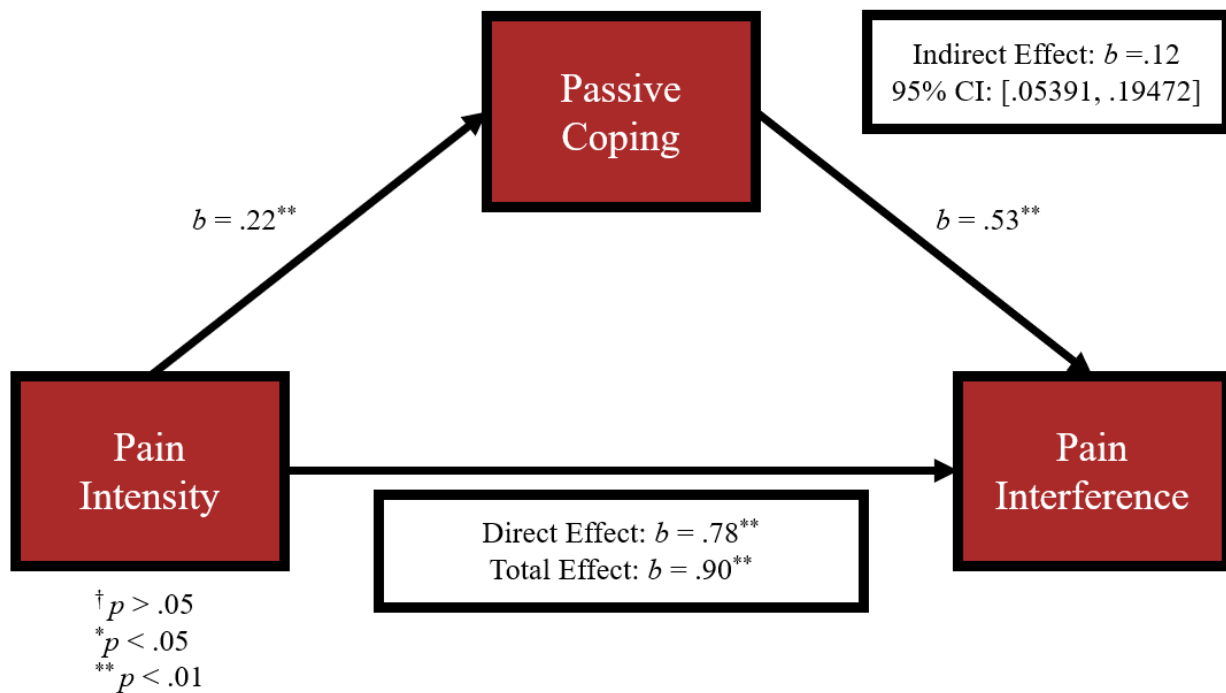 Passive
Coping
Indirect Effect: b =.12
95% CI: [.05391, .19472]
b = .22**
b = .53**
Pain
Intensity
Pain
Interference
Direct Effect: b = .78**
Total Effect: b = .90**
† p > .05
*p < .05
** p < .01